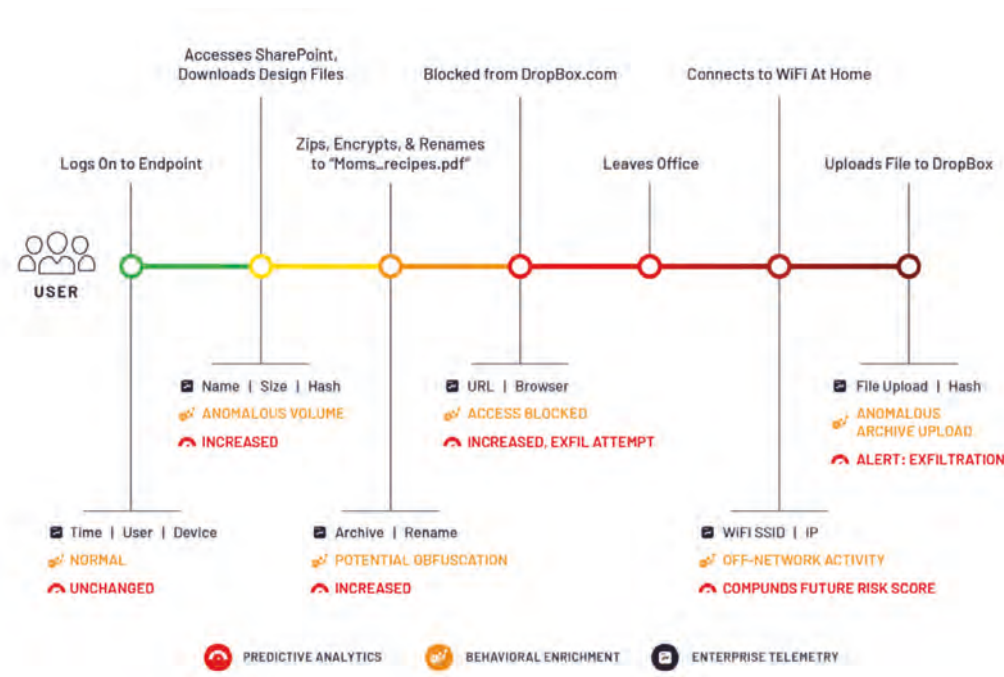 Accesses SharePoint,
Downloads Design Files
Blocked from DropBox.com
Connects to WiFi At Home
Logs On to Endpoint
Zips, Encrypts, & Renames
to "Moms_recipes.pdf"
Leaves Office
Uploads File to DropBox
USER
Name | Size | Hash
ANOMALOUS VOLUME
INCREASED
URL | Browser
ACCESS BLOCKED
INCREASED, EXFIL ATTEMPT
File Upload | Hash
ANOMALOUS
ARCHIVE UPLOAD
ALERT: EXFILTRATION
Time | User | Device
NORMAL
UNCHANGED
Archive | Rename
POTENTIAL OBFUSCATION
INCREASED
WiFI SSID | IP
OFF-NETWORK ACTIVITY
COMPUNDS FUTURE RISK SCORE
PREDICTIVE ANALYTICS
BEHAVIORAL ENRICHMENT
ENTERPRISE TELEMETRY